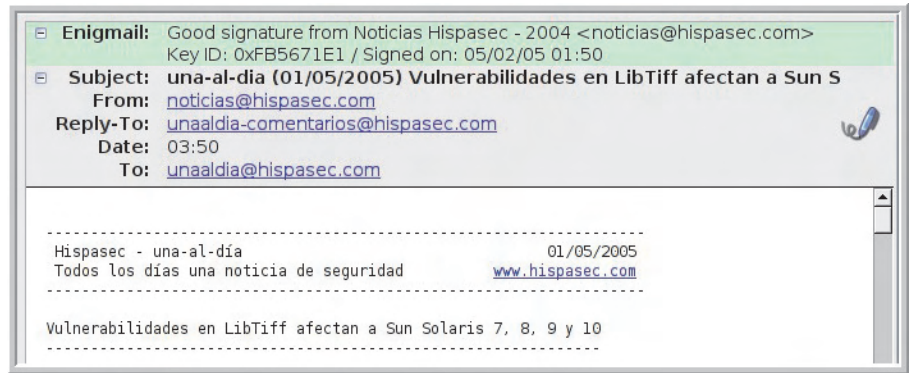 Enigmail: Good signature from Noticias Hispasec - 2004 <noticias@hispasec.com>
Key ID: 0xFB5671E1 / Signed on: 05/02/05 01:50
Subject: una-al-dia (01/05/2005) Vulnerabilidades en LibTiff afectan a Sun S
From: noticias@hispasec.com
Reply-To: unaaldia-comentarios@hispasec.com
Date: 03:50
To: unaaldia@hispasec.com
-------------------------------------------------------------------
Hispasec - una-al-día 01/05/2005
Todos los días una noticia de seguridad www.hispasec.com
-------------------------------------------------------------------
Vulnerabilidades en LibTiff afectan a Sun Solaris 7, 8, 9 y 10
--------------------------------------------------------------